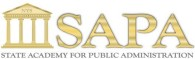 SAPA
STATE ACADEMY FOR PUBLIC ADMINISTRATION